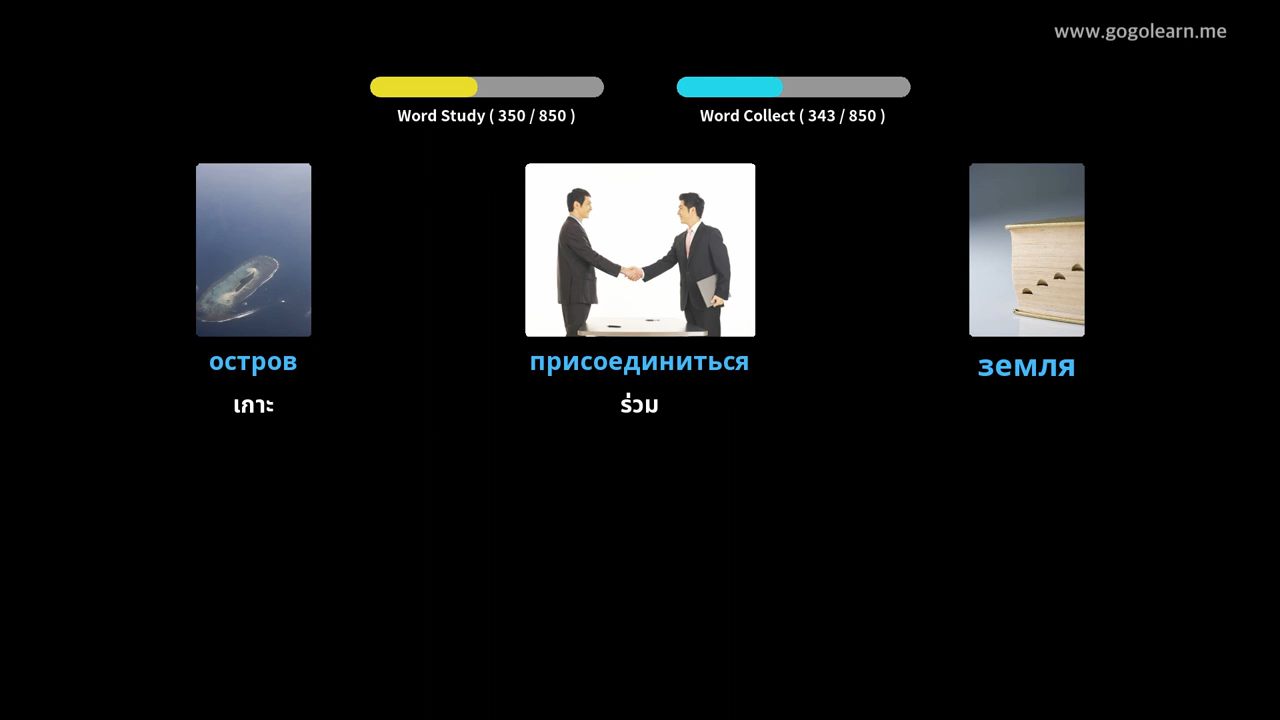 www.gogolearn.me
Word Study ( 350 / 850 )
Word Collect ( 343 / 850 )
остров
เกาะ
присоединиться
ร่วม
земля